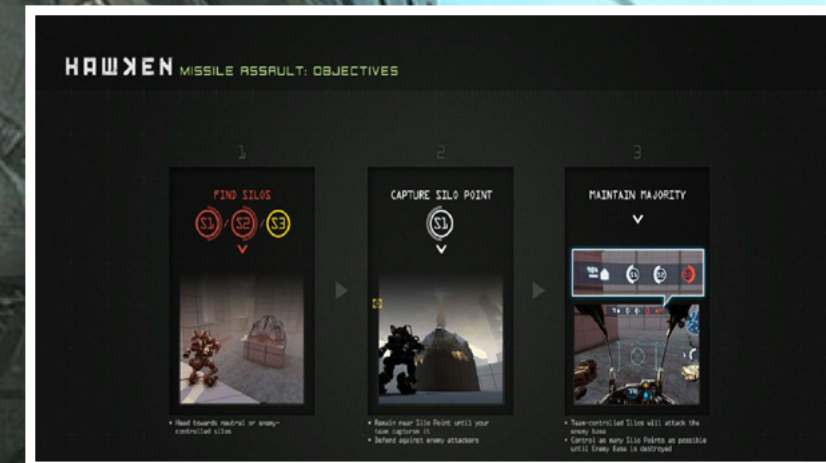 HAWKEN MISSILE ASSAULT: OBJECTIVES
1
FIND SILOS
S1 / S2 / S3
• Head towards neutral or enemy-
controlled silos
2
CAPTURE SILO POINT
S1
• Remain near Silo Point until your
team captures it
• Defend against enemy attackers
3
MAINTAIN MAJORITY
• Team-controlled Silos will attack the
enemy base
• Control as many Silo Points as possible
until Enemy Base is destroyed